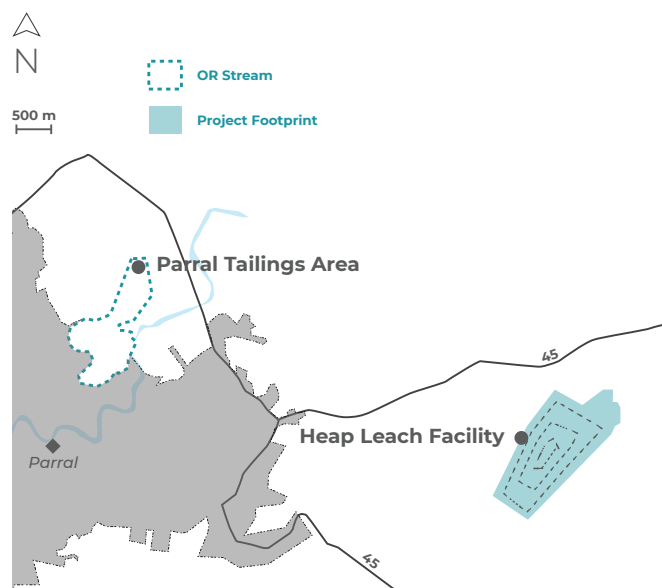 N
OR Stream
500 m
Project Footprint
Parral Tailings Area
45
Heap Leach Facility
Parral
45